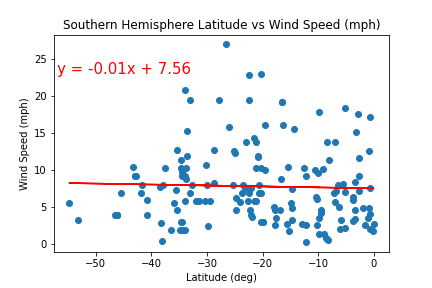 Southern Hemisphere Latitude vs Wind Speed (mph)
y = -0.01x + 7.56
Wind Speed (mph)
25
20
15
10
5
0
−50 −40 −30 −20 −10 0
Latitude (deg)